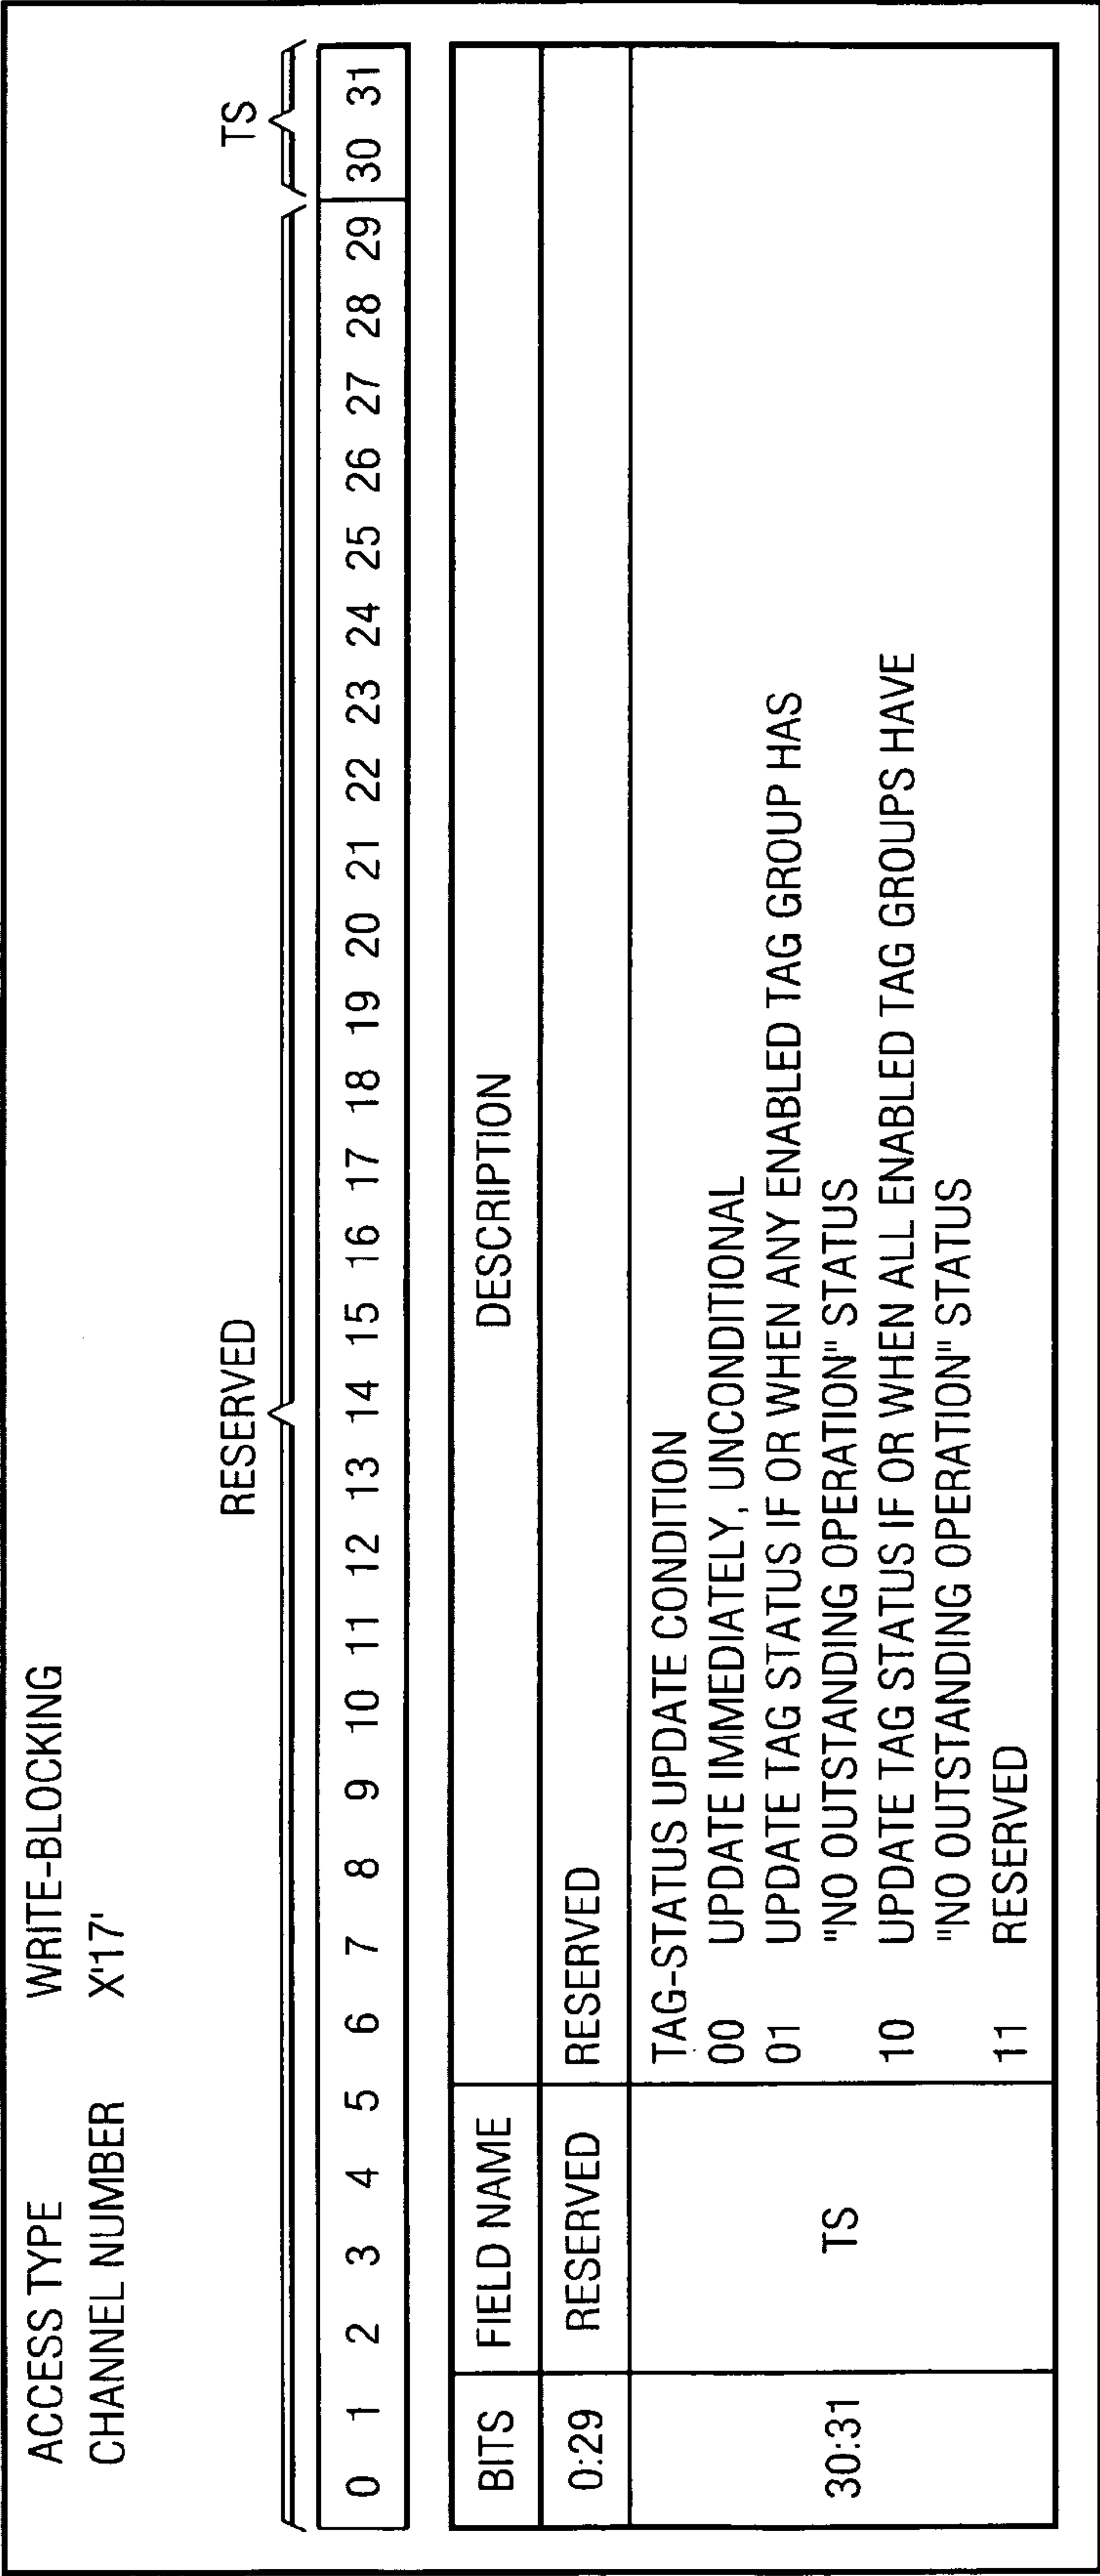 ACCESS TYPE WRITE-BLOCKING
CHANNEL NUMBER X'17'
RESERVED TS
0 1 2 3 4 5 6 7 8 9 10 11 12 13 14 15 16 17 18 19 20 21 22 23 24 25 26 27 28 29 30 31
BITS FIELD NAME DESCRIPTION
0:29 RESERVED RESERVED
30:31 TS TAG-STATUS UPDATE CONDITION
00 UPDATE IMMEDIATELY, UNCONDITIONAL
01 UPDATE TAG STATUS IF OR WHEN ANY ENABLED TAG GROUP HAS
"NO OUTSTANDING OPERATION" STATUS
10 UPDATE TAG STATUS IF OR WHEN ALL ENABLED TAG GROUPS HAVE
"NO OUTSTANDING OPERATION" STATUS
11 RESERVED